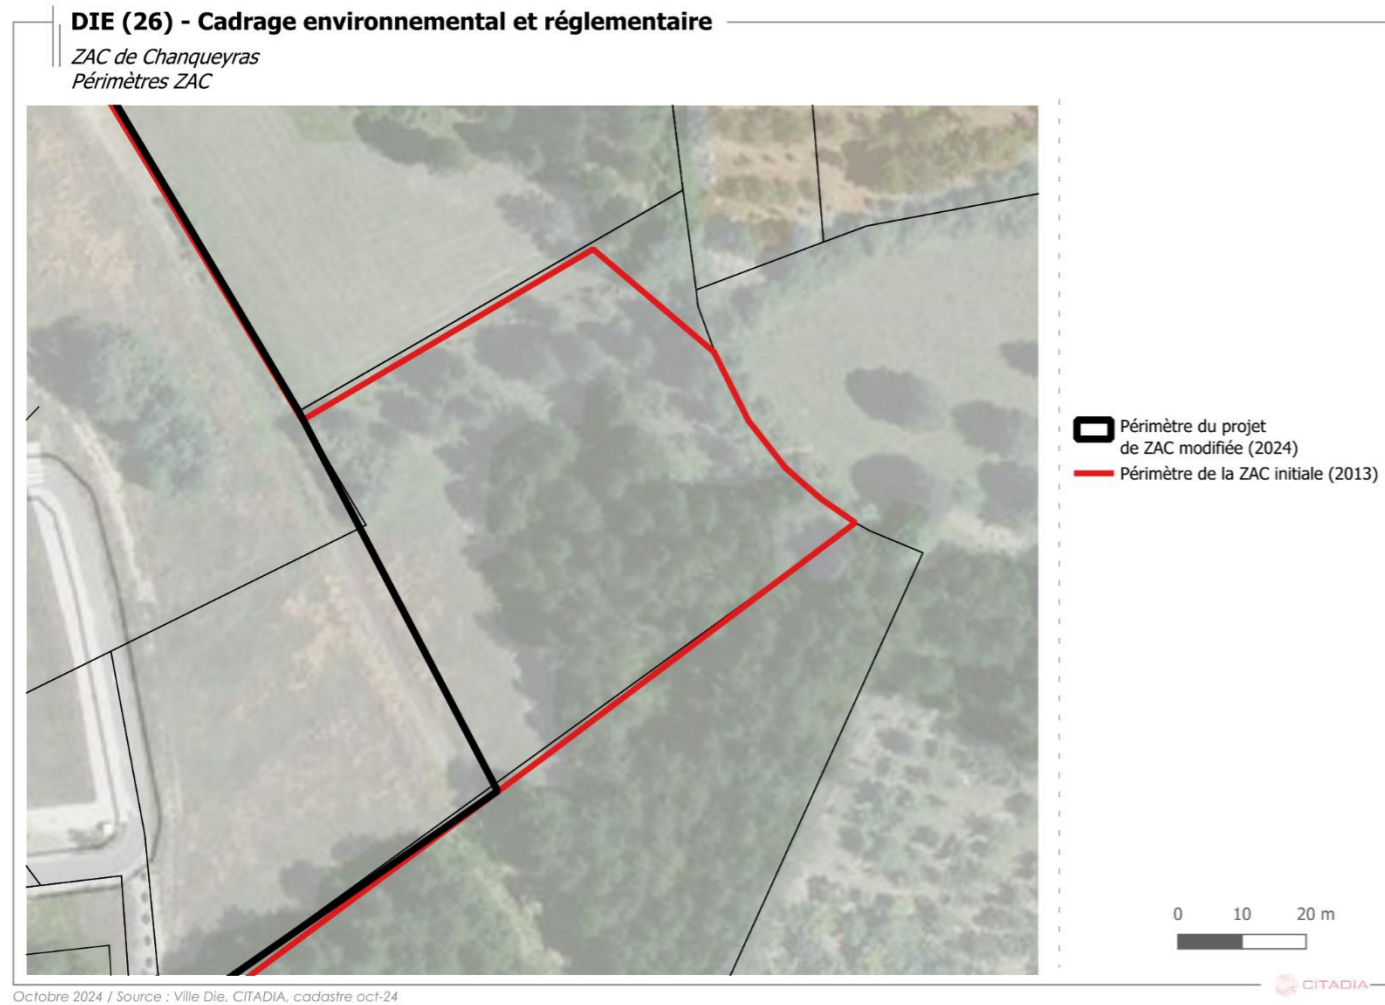 DIE (26) - Cadrage environnemental et réglementaire
ZAC de Chanqueyras
Périmètres ZAC
Périmètre du projet
de ZAC modifiée (2024)
Périmètre de la ZAC initiale (2013)
0 10 20 m
Octobre 2024 / Source : Ville Die, CITADIA, cadastre oct-24
CITADIA